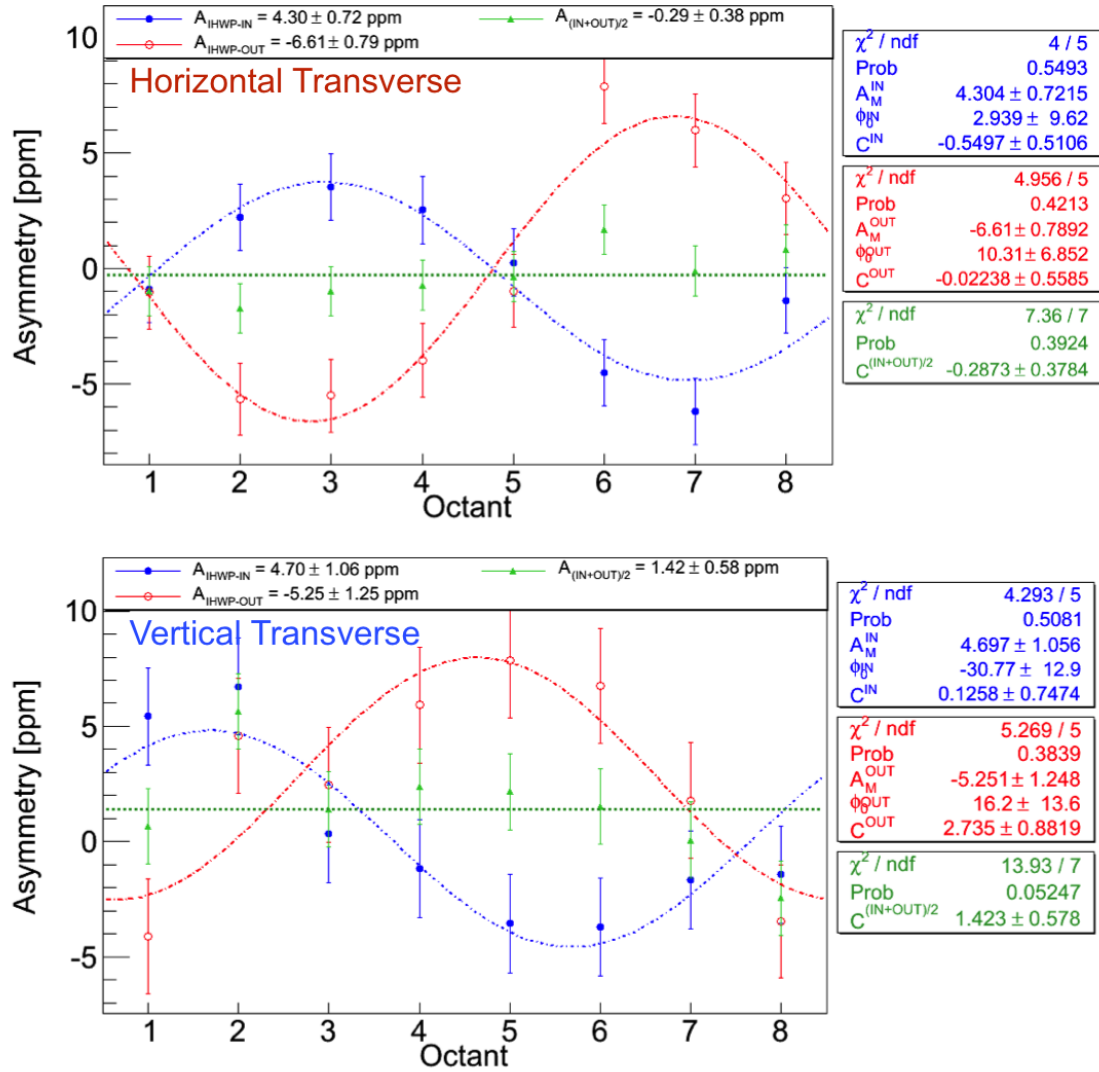 A_IHWP-IN = 4.30 ± 0.72 ppm
A_(IN+OUT)/2 = -0.29 ± 0.38 ppm
A_IHWP-OUT = -6.61 ± 0.79 ppm
Horizontal Transverse
Asymmetry [ppm]
10
5
0
-5
1 2 3 4 5 6 7 8
Octant
χ² / ndf 4 / 5
Prob 0.5493
A_M^IN 4.304 ± 0.7215
ϕ_0^IN 2.939 ± 9.62
C^IN -0.5497 ± 0.5106
χ² / ndf 4.956 / 5
Prob 0.4213
A_M^OUT -6.61 ± 0.7892
ϕ_0^OUT 10.31 ± 6.852
C^OUT -0.02238 ± 0.5585
χ² / ndf 7.36 / 7
Prob 0.3924
C^(IN+OUT)/2 -0.2873 ± 0.3784
A_IHWP-IN = 4.70 ± 1.06 ppm
A_(IN+OUT)/2 = 1.42 ± 0.58 ppm
A_IHWP-OUT = -5.25 ± 1.25 ppm
Vertical Transverse
Asymmetry [ppm]
10
5
0
-5
1 2 3 4 5 6 7 8
Octant
χ² / ndf 4.293 / 5
Prob 0.5081
A_M^IN 4.697 ± 1.056
ϕ_0^IN -30.77 ± 12.9
C^IN 0.1258 ± 0.7474
χ² / ndf 5.269 / 5
Prob 0.3839
A_M^OUT -5.251 ± 1.248
ϕ_0^OUT 16.2 ± 13.6
C^OUT 2.735 ± 0.8819
χ² / ndf 13.93 / 7
Prob 0.05247
C^(IN+OUT)/2 1.423 ± 0.578